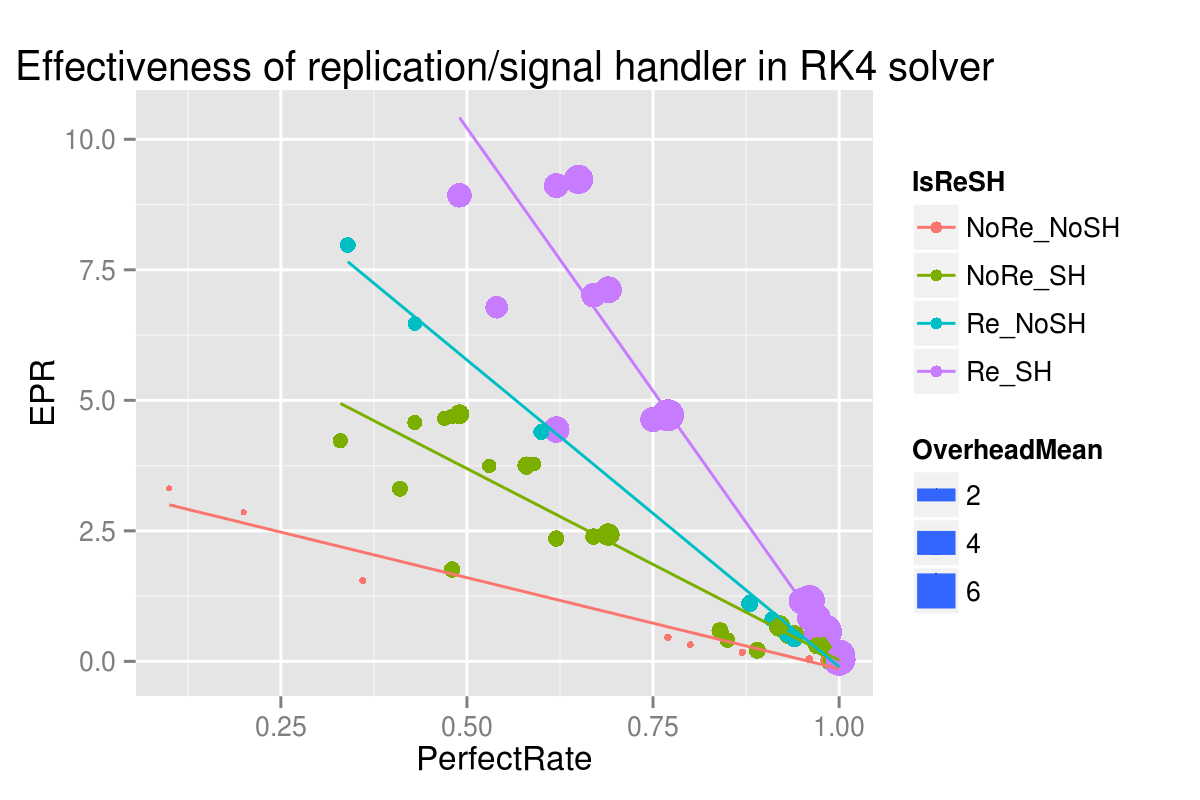 Effectiveness of replication/signal handler in RK4 solver
10.0
7.5
5.0
2.5
0.0
EPR
0.25
0.50
0.75
1.00
PerfectRate
IsReSH
NoRe_NoSH
NoRe_SH
Re_NoSH
Re_SH
OverheadMean
2
4
6